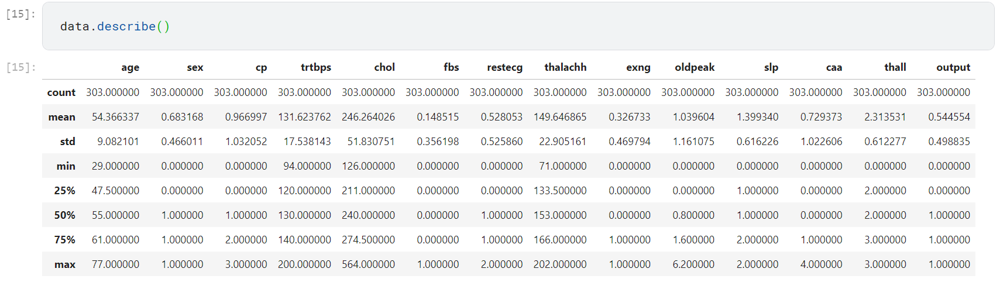 [15]:
data.describe()
[15]:
age sex cp trtbps chol fbs restecg thalachh exng oldpeak slp caa thall output
count 303.000000 303.000000 303.000000 303.000000 303.000000 303.000000 303.000000 303.000000 303.000000 303.000000 303.000000 303.000000 303.000000 303.000000
mean 54.366337 0.683168 0.966997 131.623762 246.264026 0.148515 0.528053 149.646865 0.326733 1.039604 1.399340 0.729373 2.313531 0.544554
std 9.082101 0.466011 1.032052 17.538143 51.830751 0.356198 0.525860 22.905161 0.469794 1.161075 0.616226 1.022606 0.612277 0.498835
min 29.000000 0.000000 0.000000 94.000000 126.000000 0.000000 0.000000 71.000000 0.000000 0.000000 0.000000 0.000000 0.000000 0.000000
25% 47.500000 0.000000 0.000000 120.000000 211.000000 0.000000 0.000000 133.500000 0.000000 0.000000 1.000000 0.000000 2.000000 0.000000
50% 55.000000 1.000000 1.000000 130.000000 240.000000 0.000000 1.000000 153.000000 0.000000 0.800000 1.000000 0.000000 2.000000 1.000000
75% 61.000000 1.000000 2.000000 140.000000 274.500000 0.000000 1.000000 166.000000 1.000000 1.600000 2.000000 1.000000 3.000000 1.000000
max 77.000000 1.000000 3.000000 200.000000 564.000000 1.000000 2.000000 202.000000 1.000000 6.200000 2.000000 4.000000 3.000000 1.000000